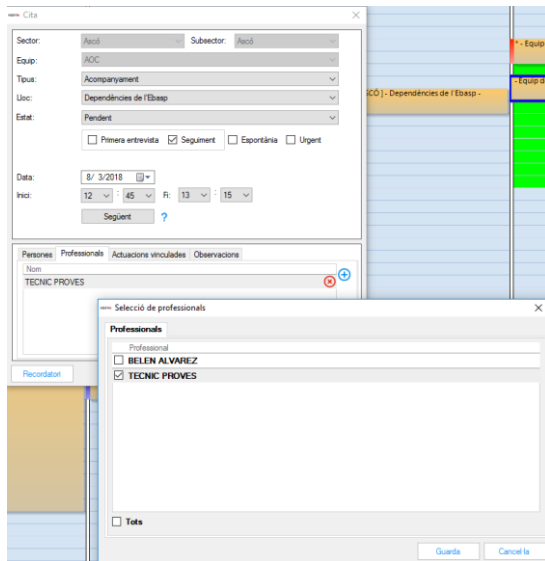 Cita
Sector: Ascó Subsector: Ascó
Equip: AOC
Tipus: Acompanyament
Lloc: Dependències de l'Ebasp
Estat: Pendent
Primera entrevista Seguiment Espontània Urgent
Data: 8/ 3/2018
Inici: 12 : 45 Fi: 13 : 15
Següent ?
Persones Professionals Actuacions vinculades Observacions
Nom
TECNIC PROVES
Recordatori
* - Equip
- Equip d
SCÓ ] - Dependències de l'Ebasp -
Selecció de professionals
Professionals
Professional
BELEN ALVAREZ
TECNIC PROVES
Tots
Guarda Cancel·la